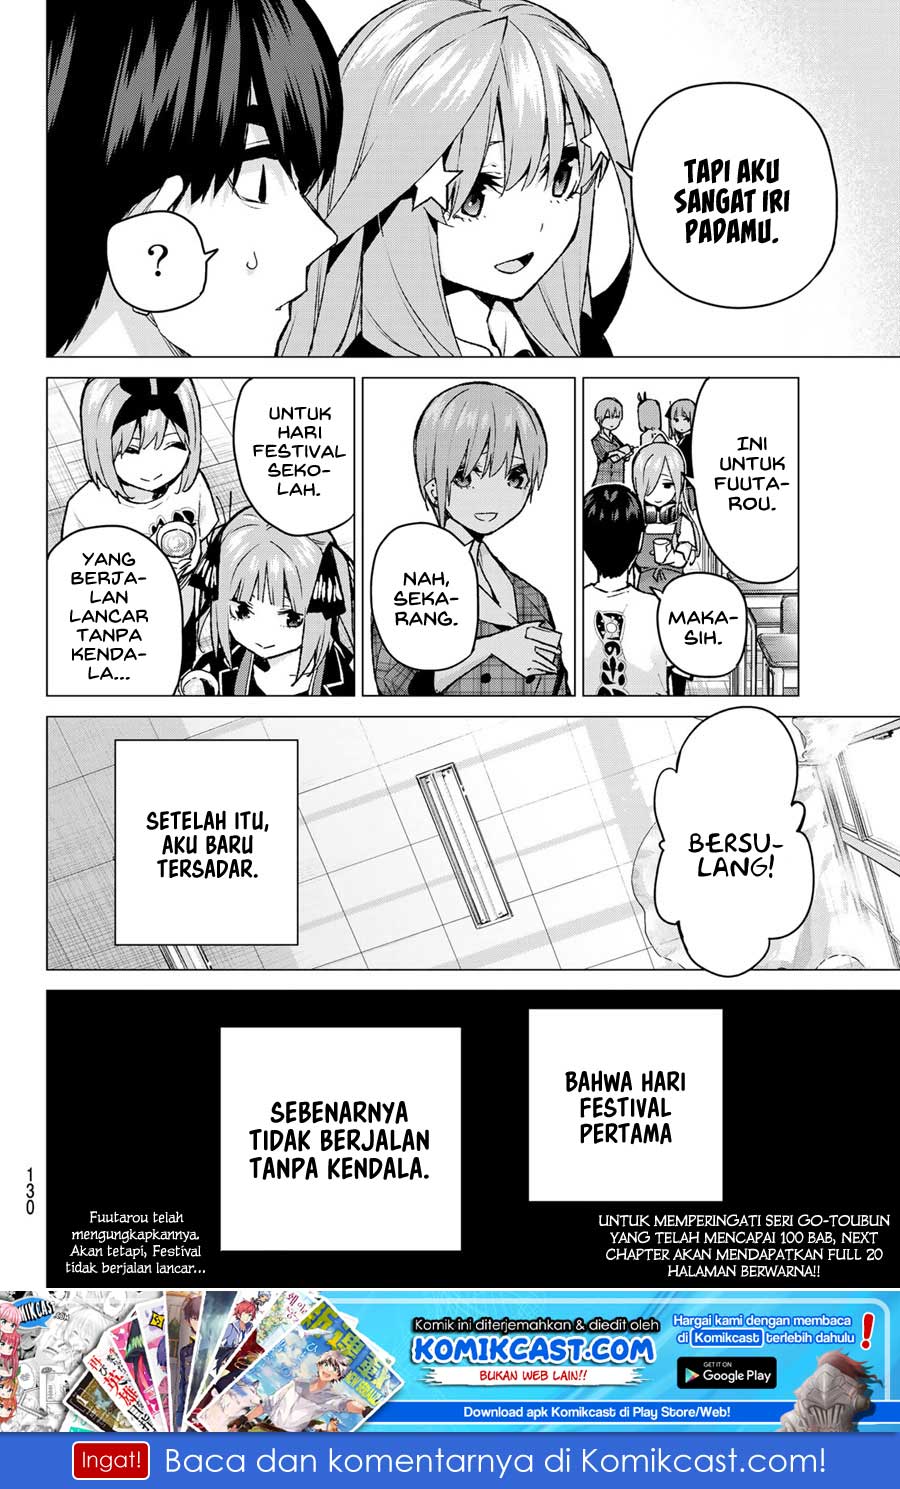 TAPI AKU
SANGAT IRI
PADAMU.
?
INI
UNTUK
FUUTA-
ROU.
MAKA-
SIH.
NAH,
SEKA-
RANG.
UNTUK
HARI
FESTIVAL
SEKO-
LAH.
YANG
BERJA-
LAN
LANCAR
TANPA
KENDA-
LA...
BERSU-
LANG!
SETELAH ITU,
AKU BARU
TERSADAR.
BAHWA HARI
FESTIVAL
PERTAMA
SEBENARNYA
TIDAK BERJALAN
TANPA KENDALA.
130
Fuutarou telah
mengungkapkannya.
Akan tetapi, Festival
tidak berjalan lancar...
UNTUK MEMPERINGATI SERI GO-TOUBUN
YANG TELAH MENCAPAI 100 BAB, NEXT
CHAPTER AKAN MENDAPATKAN FULL 20
HALAMAN BERWARNA!!
Komik ini diterjemahkan & diedit oleh
KOMIKCAST.COM
BUKAN WEB LAIN!!
Hargai kami dengan membaca
di Komikcast terlebih dahulu
!
GET IT ON
Google Play
Download apk Komikcast di Play Store/Web!
Ingat! Baca dan komentarnya di Komikcast.com!